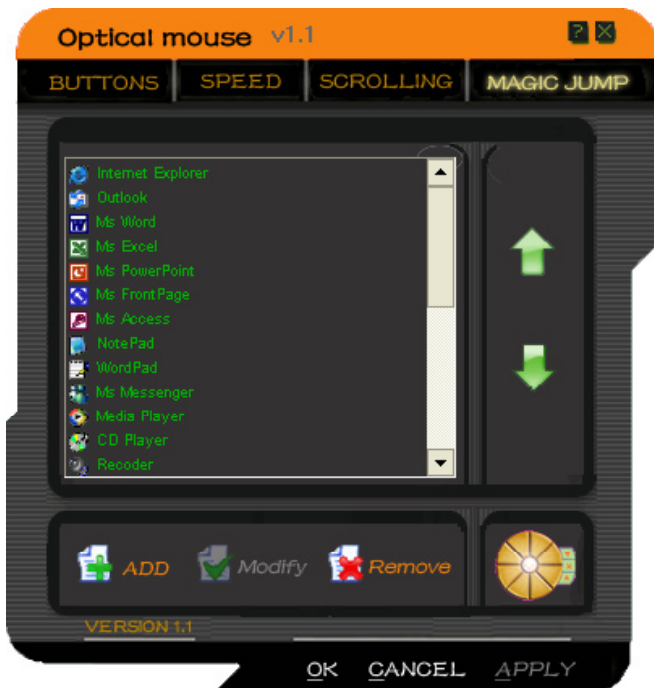 Optical mouse v1.1
? X
BUTTONS SPEED SCROLLING MAGIC JUMP
Internet Explorer
Outlook
Ms Word
Ms Excel
Ms PowerPoint
Ms FrontPage
Ms Access
NotePad
WordPad
Ms Messenger
Media Player
CD Player
Recoder
ADD Modify Remove
VERSION 1.1
OK CANCEL APPLY